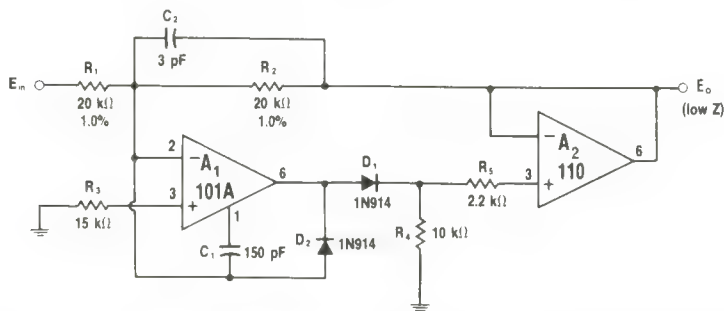 C₂
3 pF
E_in
R₁
20 kΩ
1.0%
R₂
20 kΩ
1.0%
E_o
(low Z)
2
−
A₁
101A
6
3
+
1
R₃
15 kΩ
C₁
150 pF
D₂
1N914
D₁
1N914
R₄
10 kΩ
R₅
2.2 kΩ
−
A₂
110
6
3
+